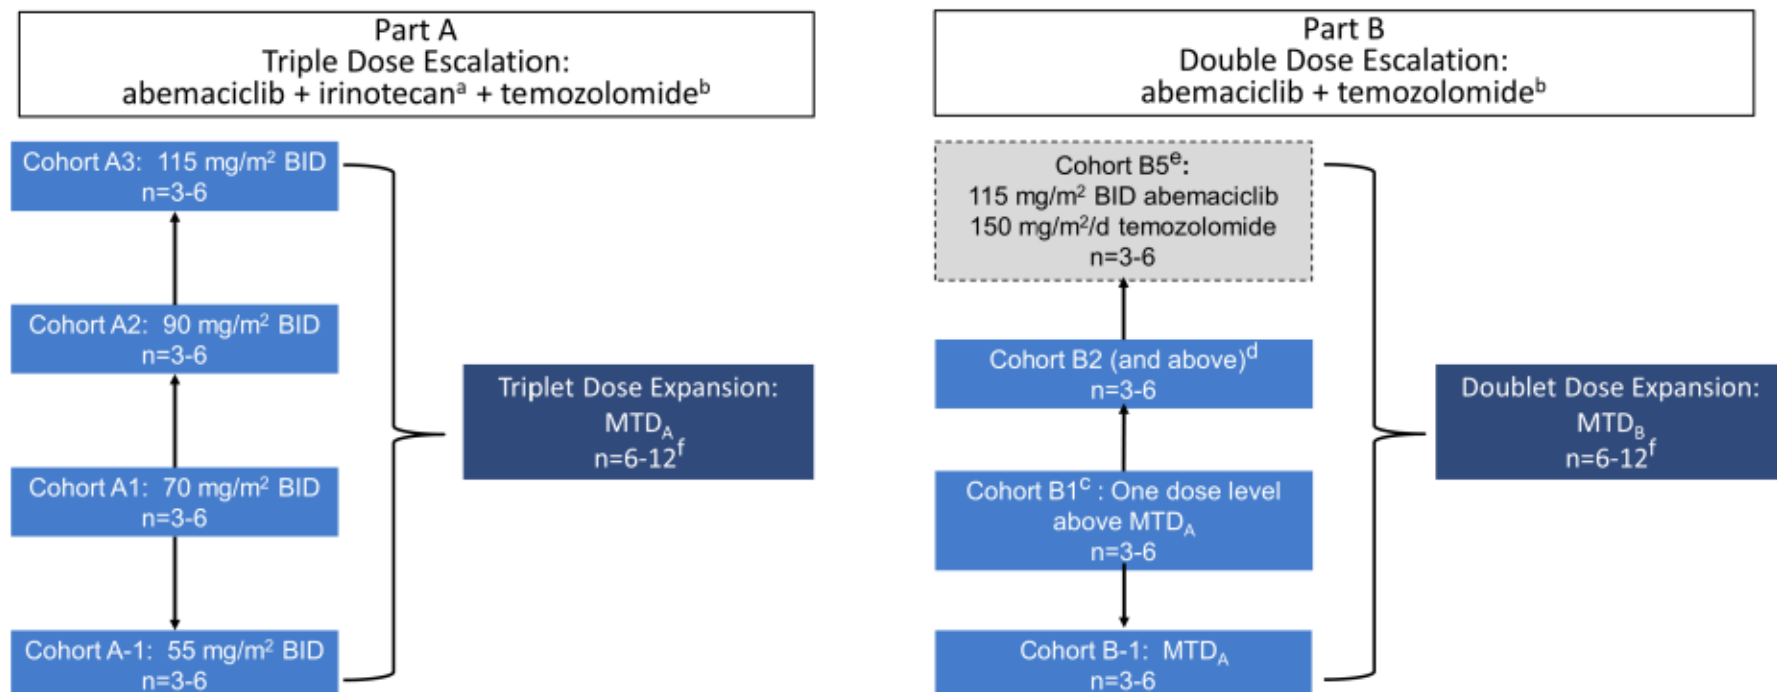 Part A
Triple Dose Escalation:
abemaciclib + irinotecanᵃ + temozolomideᵇ
Cohort A3: 115 mg/m² BID
n=3-6
Cohort A2: 90 mg/m² BID
n=3-6
Cohort A1: 70 mg/m² BID
n=3-6
Cohort A-1: 55 mg/m² BID
n=3-6
Triplet Dose Expansion:
MTD_A
n=6-12ᶠ
Part B
Double Dose Escalation:
abemaciclib + temozolomideᵇ
Cohort B5ᵉ:
115 mg/m² BID abemaciclib
150 mg/m²/d temozolomide
n=3-6
Cohort B2 (and above)ᵈ
n=3-6
Cohort B1ᶜ : One dose level
above MTD_A
n=3-6
Cohort B-1: MTD_A
n=3-6
Doublet Dose Expansion:
MTD_B
n=6-12ᶠ